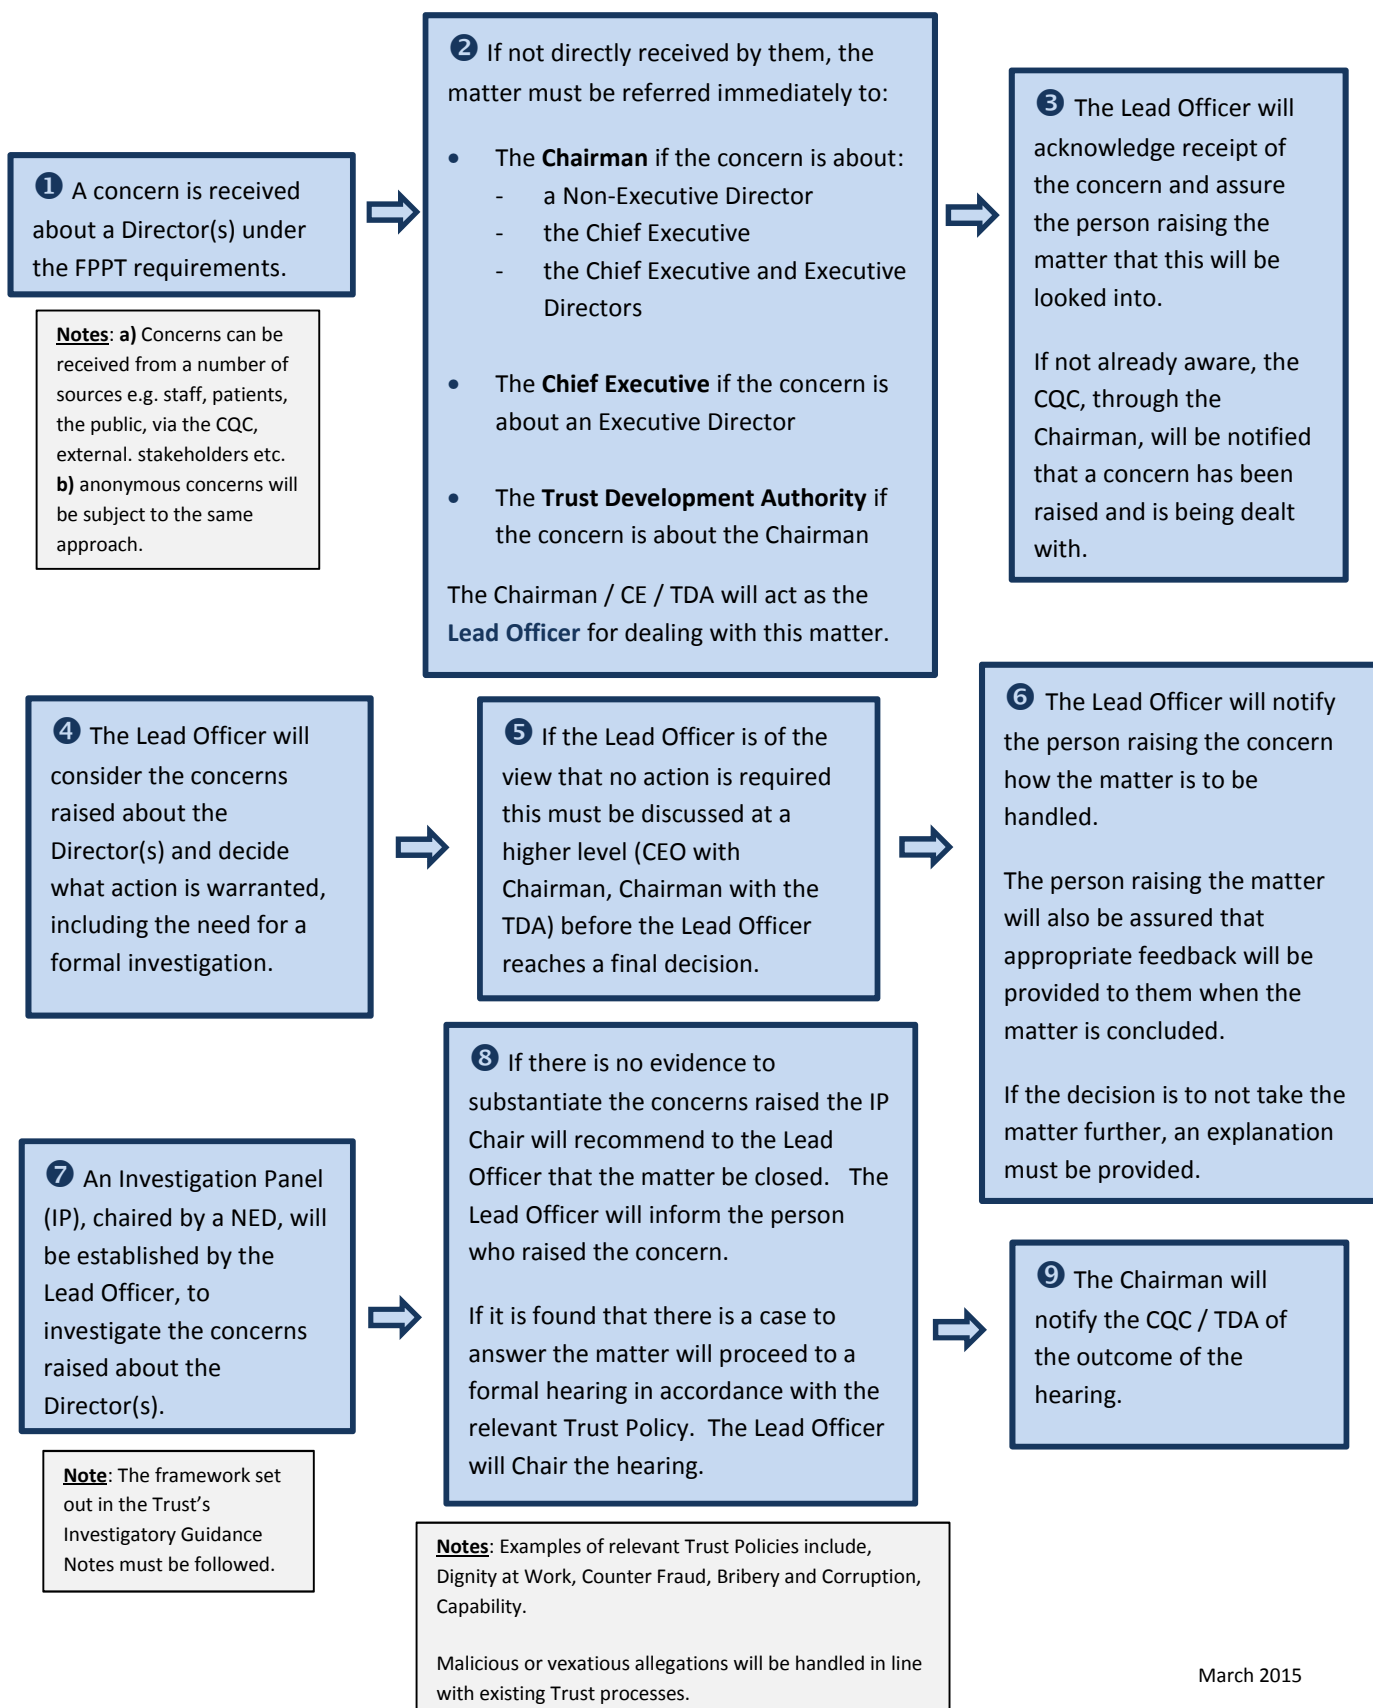 ❶ A concern is received
about a Director(s) under
the FPPT requirements.
Notes: a) Concerns can be
received from a number of
sources e.g. staff, patients,
the public, via the CQC,
external. stakeholders etc.
b) anonymous concerns will
be subject to the same
approach.
❷ If not directly received by them, the
matter must be referred immediately to:
• The Chairman if the concern is about:
- a Non-Executive Director
- the Chief Executive
- the Chief Executive and Executive
Directors
• The Chief Executive if the concern is
about an Executive Director
• The Trust Development Authority if
the concern is about the Chairman
The Chairman / CE / TDA will act as the
Lead Officer for dealing with this matter.
❸ The Lead Officer will
acknowledge receipt of
the concern and assure
the person raising the
matter that this will be
looked into.
If not already aware, the
CQC, through the
Chairman, will be notified
that a concern has been
raised and is being dealt
with.
❹ The Lead Officer will
consider the concerns
raised about the
Director(s) and decide
what action is warranted,
including the need for a
formal investigation.
❺ If the Lead Officer is of the
view that no action is required
this must be discussed at a
higher level (CEO with
Chairman, Chairman with the
TDA) before the Lead Officer
reaches a final decision.
❻ The Lead Officer will notify
the person raising the concern
how the matter is to be
handled.
The person raising the matter
will also be assured that
appropriate feedback will be
provided to them when the
matter is concluded.
If the decision is to not take the
matter further, an explanation
must be provided.
❼ An Investigation Panel
(IP), chaired by a NED, will
be established by the
Lead Officer, to
investigate the concerns
raised about the
Director(s).
Note: The framework set
out in the Trust’s
Investigatory Guidance
Notes must be followed.
❽ If there is no evidence to
substantiate the concerns raised the IP
Chair will recommend to the Lead
Officer that the matter be closed. The
Lead Officer will inform the person
who raised the concern.
If it is found that there is a case to
answer the matter will proceed to a
formal hearing in accordance with the
relevant Trust Policy. The Lead Officer
will Chair the hearing.
Notes: Examples of relevant Trust Policies include,
Dignity at Work, Counter Fraud, Bribery and Corruption,
Capability.
Malicious or vexatious allegations will be handled in line
with existing Trust processes.
❾ The Chairman will
notify the CQC / TDA of
the outcome of the
hearing.
March 2015